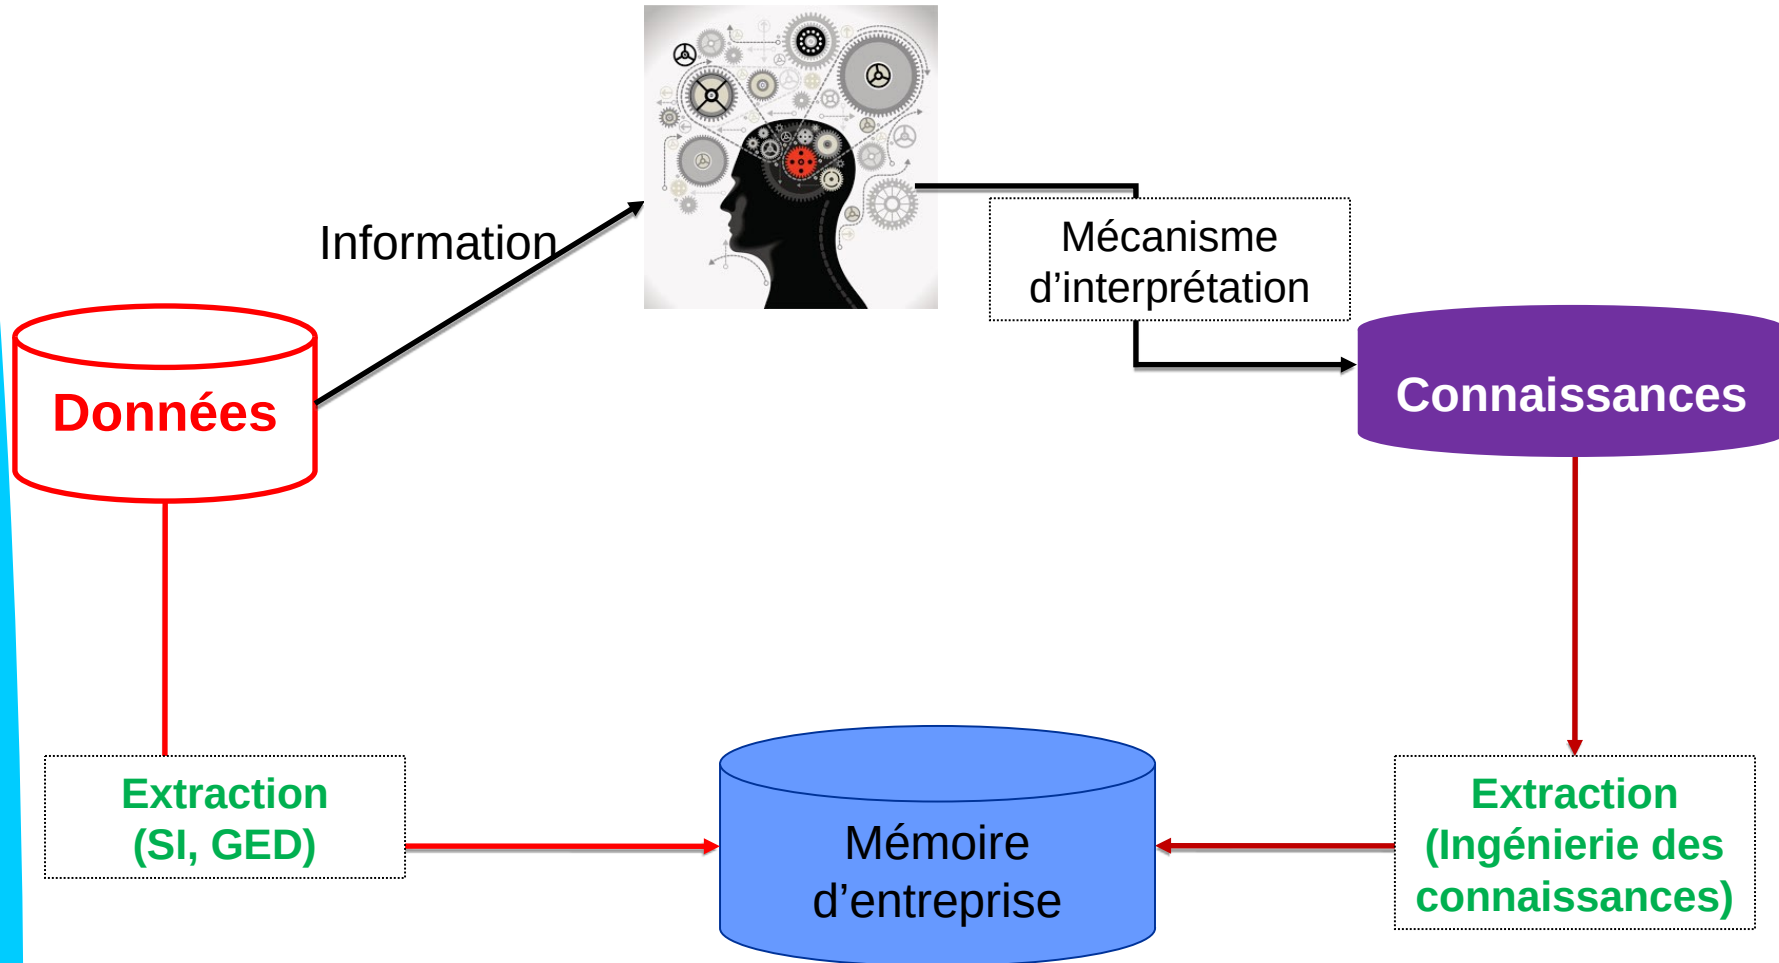 Information
Mécanisme
d’interprétation
Données
Connaissances
Extraction
(SI, GED)
Mémoire
d’entreprise
Extraction
(Ingénierie des
connaissances)